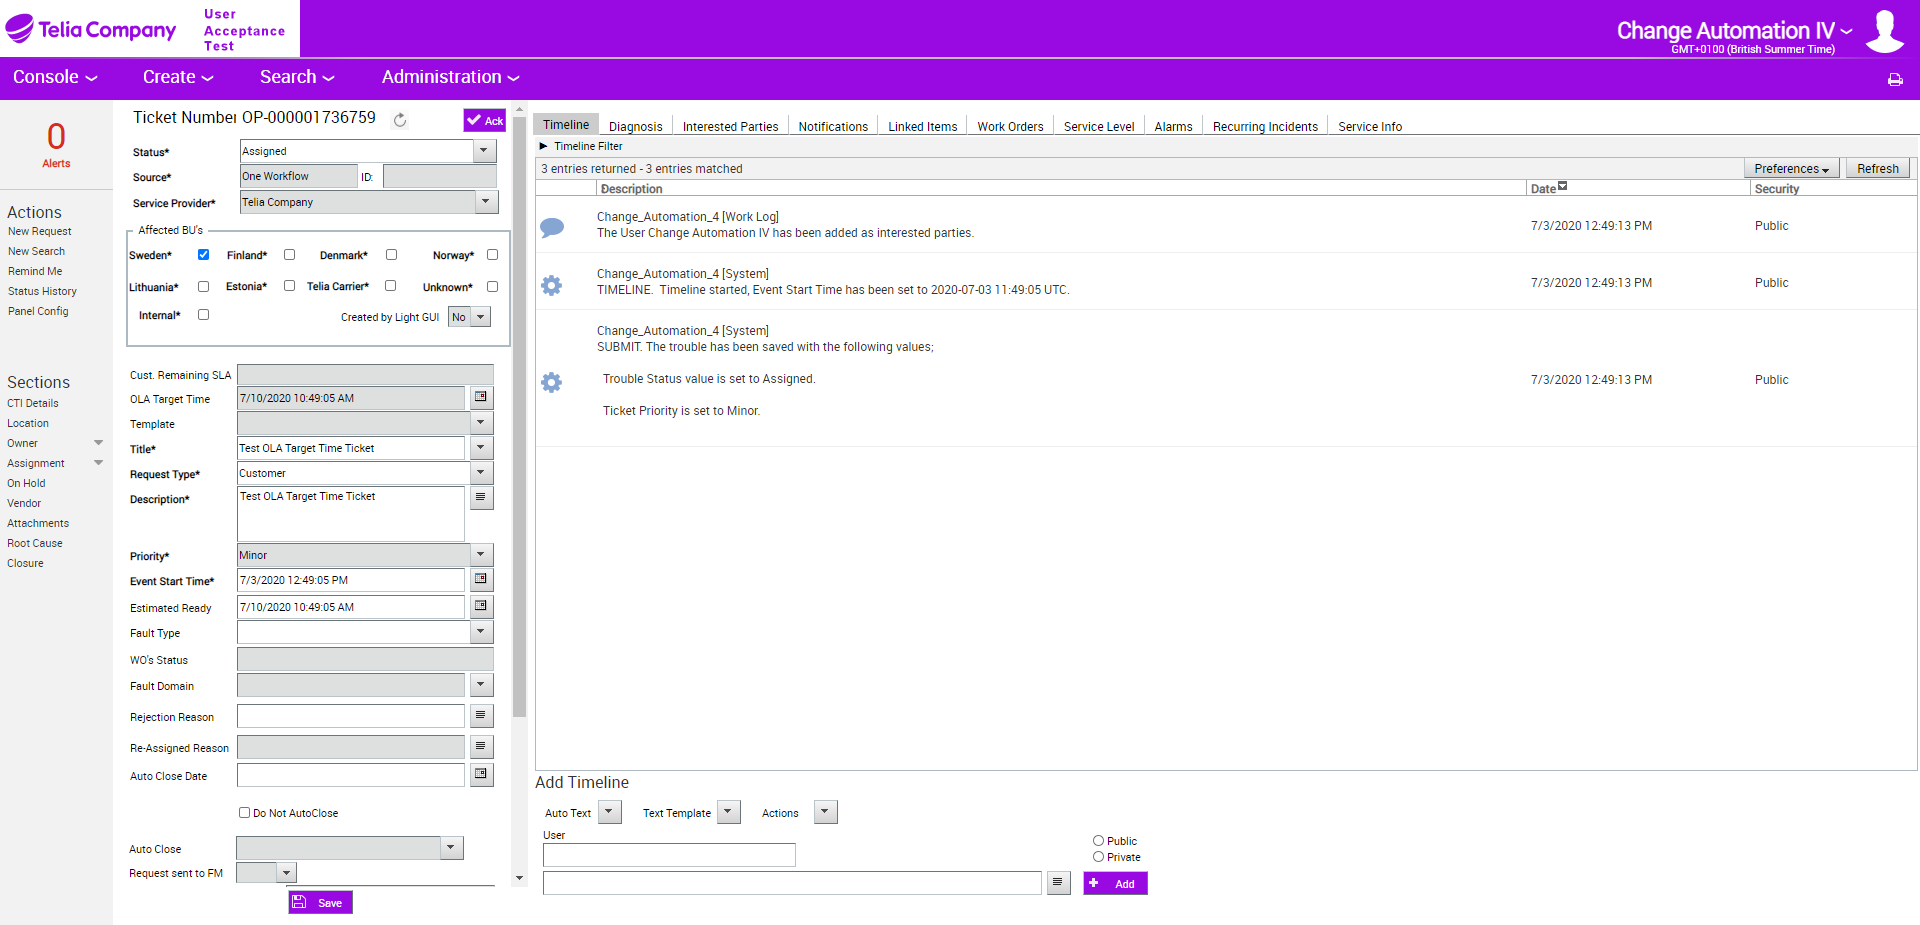 Telia Company
User
Acceptance
Test
Change Automation IV
GMT+0100 (British Summer Time)
Console
Create
Search
Administration
0
Alerts
Actions
New Request
New Search
Remind Me
Status History
Panel Config
Sections
CTI Details
Location
Owner
Assignment
On Hold
Vendor
Attachments
Root Cause
Closure
Ticket Number OP-000001736759
Ack
Status* Assigned
Source* One Workflow ID:
Service Provider* Telia Company
Affected BU's
Sweden* Finland* Denmark* Norway*
Lithuania* Estonia* Telia Carrier* Unknown*
Internal* Created by Light GUI No
Cust. Remaining SLA
OLA Target Time 7/10/2020 10:49:05 AM
Template
Title* Test OLA Target Time Ticket
Request Type* Customer
Description* Test OLA Target Time Ticket
Priority* Minor
Event Start Time* 7/3/2020 12:49:05 PM
Estimated Ready 7/10/2020 10:49:05 AM
Fault Type
WO's Status
Fault Domain
Rejection Reason
Re-Assigned Reason
Auto Close Date
Do Not AutoClose
Auto Close
Request sent to FM
Save
Timeline Diagnosis Interested Parties Notifications Linked Items Work Orders Service Level Alarms Recurring Incidents Service Info
Timeline Filter
3 entries returned - 3 entries matched Preferences Refresh
Description Date Security
Change_Automation_4 [Work Log]
The User Change Automation IV has been added as interested parties.
7/3/2020 12:49:13 PM Public
Change_Automation_4 [System]
TIMELINE. Timeline started, Event Start Time has been set to 2020-07-03 11:49:05 UTC.
7/3/2020 12:49:13 PM Public
Change_Automation_4 [System]
SUBMIT. The trouble has been saved with the following values;
Trouble Status value is set to Assigned.
7/3/2020 12:49:13 PM Public
Ticket Priority is set to Minor.
Add Timeline
Auto Text Text Template Actions
User
Public
Private
Add